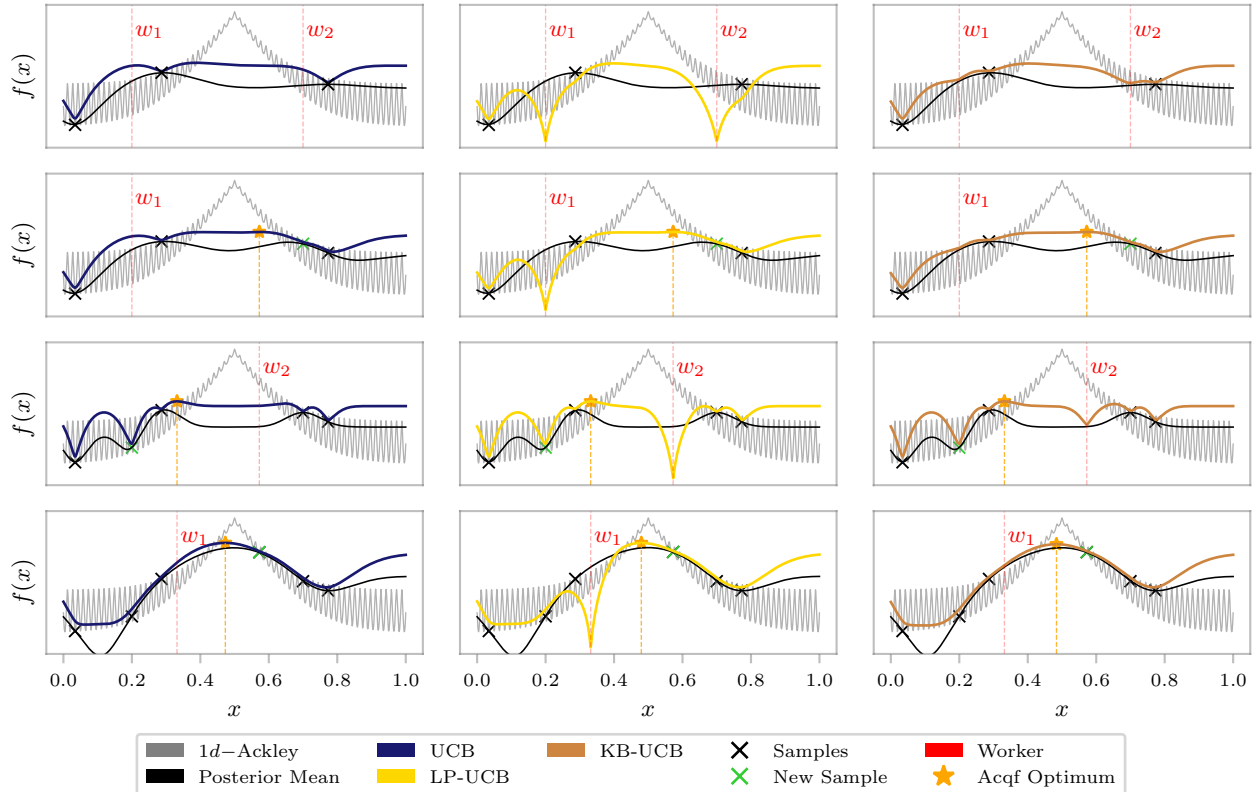 f(x)
w₁
w₂
w₁
w₂
w₁
w₂
f(x)
w₁
w₁
w₁
f(x)
w₂
w₂
w₂
f(x)
w₁
w₁
w₁
0.0 0.2 0.4 0.6 0.8 1.0
0.0 0.2 0.4 0.6 0.8 1.0
0.0 0.2 0.4 0.6 0.8 1.0
x
x
x
1d−Ackley UCB KB-UCB Samples Worker
Posterior Mean LP-UCB New Sample Acqf Optimum